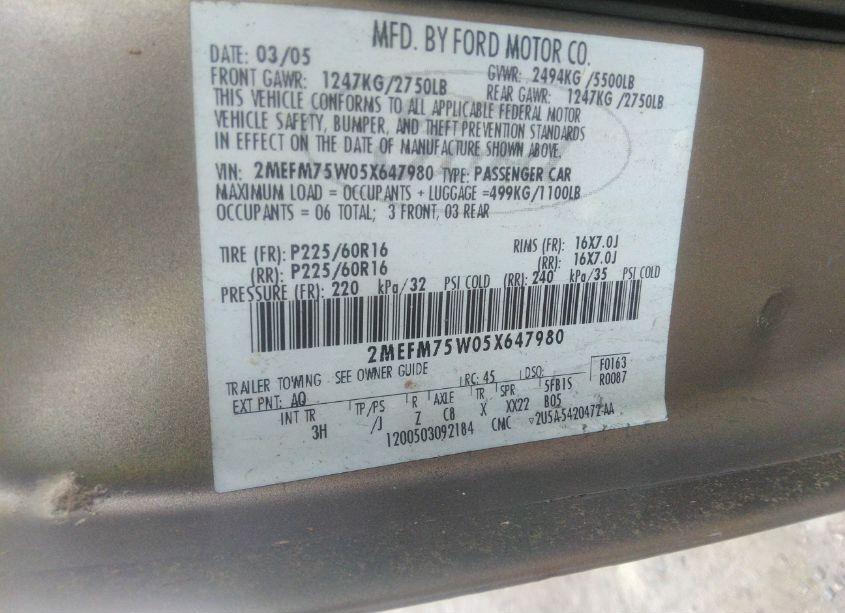 MFD. BY FORD MOTOR CO.
DATE: 03/05 GVWR: 2494KG/5500LB
FRONT GAWR: 1247KG/2750LB REAR GAWR: 1247KG/2750LB
THIS VEHICLE CONFORMS TO ALL APPLICABLE FEDERAL MOTOR
VEHICLE SAFETY, BUMPER, AND THEFT PREVENTION STANDARDS
IN EFFECT ON THE DATE OF MANUFACTURE SHOWN ABOVE.
VIN: 2MEFM75W05X647980 TYPE: PASSENGER CAR
MAXIMUM LOAD = OCCUPANTS + LUGGAGE =499KG/1100LB
OCCUPANTS = 06 TOTAL; 3 FRONT, 03 REAR
TIRE (FR): P225/60R16 RIMS (FR): 16X7.0J
(RR): P225/60R16 (RR): 16X7.0J
PRESSURE (FR): 220 kPa/32 PSI COLD (RR): 240 kPa/35 PSI COLD
2MEFM75W05X647980
TRAILER TOWING - SEE OWNER GUIDE
EXT PNT: AQ RC: 45 DSO: F0163
INT TR TP/PS R AXLE TR SPR 5FB1S R0087
3H /J Z C8 X XX22 B05
1200503092184 CMC ▽2U5A-5420472-AA